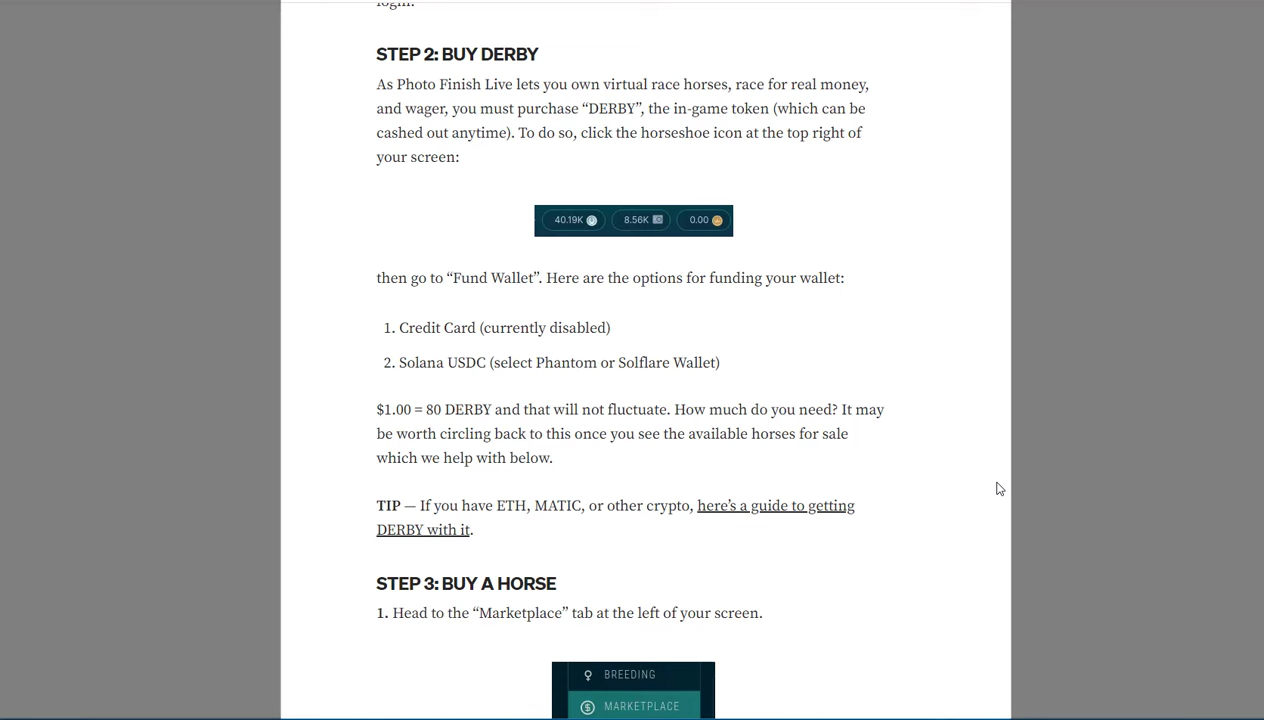 login.
STEP 2: BUY DERBY
As Photo Finish Live lets you own virtual race horses, race for real money,
and wager, you must purchase “DERBY”, the in-game token (which can be
cashed out anytime). To do so, click the horseshoe icon at the top right of
your screen:
40.19K 8.56K 0.00
then go to “Fund Wallet”. Here are the options for funding your wallet:
1. Credit Card (currently disabled)
2. Solana USDC (select Phantom or Solflare Wallet)
$1.00 = 80 DERBY and that will not fluctuate. How much do you need? It may
be worth circling back to this once you see the available horses for sale
which we help with below.
TIP — If you have ETH, MATIC, or other crypto, here’s a guide to getting
DERBY with it.
STEP 3: BUY A HORSE
1. Head to the “Marketplace” tab at the left of your screen.
BREEDING
MARKETPLACE